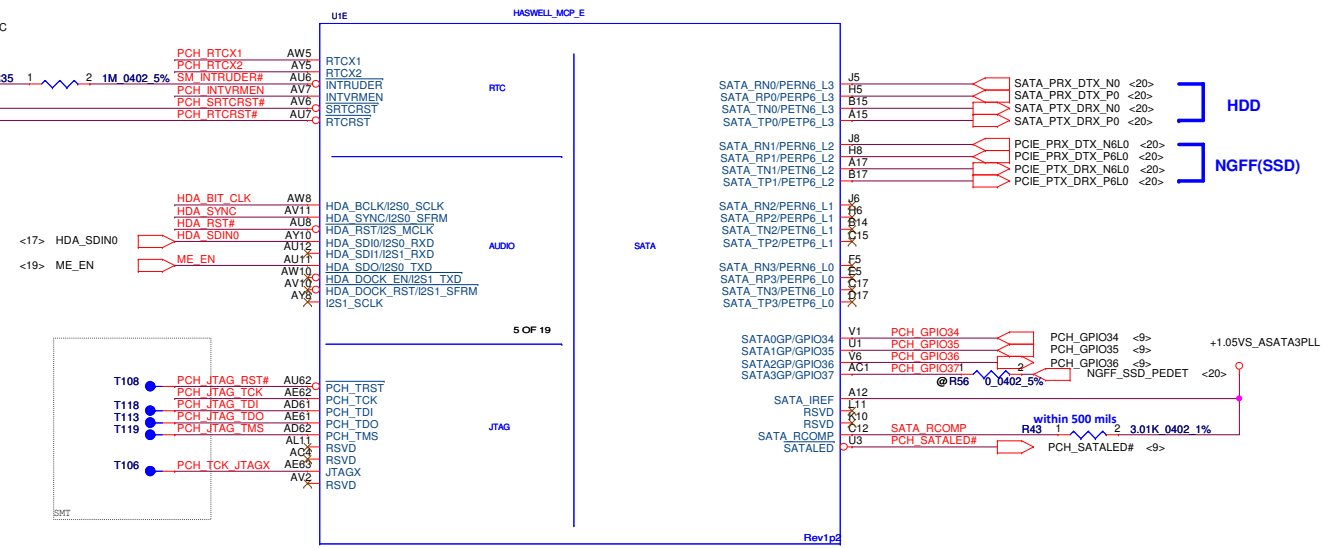 U1E
HASWELL_MCP_E
C
PCH_RTCX1 AW5 RTCX1
PCH_RTCX2 AY5 RTCX2
35 1 2 1M_0402_5% SM_INTRUDER# AU6 INTRUDER
PCH_INTVRMEN AV7 INTVRMEN
PCH_SRTCRST# AV6 SRTCRST
PCH_RTCRST# AU7 RTCRST
RTC
HDA_BIT_CLK AW8 HDA_BCLK/I2S0_SCLK
HDA_SYNC AV11 HDA_SYNC/I2S0_SFRM
HDA_RST# AU8 HDA_RST/I2S_MCLK
<17> HDA_SDIN0 HDA_SDIN0 AY10 HDA_SDI0/I2S0_RXD
AU12 HDA_SDI1/I2S1_RXD
<19> ME_EN ME_EN AU11 HDA_SDO/I2S0_TXD
AW10 HDA_DOCK_EN/I2S1_TXD
AV10 HDA_DOCK_RST/I2S1_SFRM
AY8 I2S1_SCLK
AUDIO
5 OF 19
T108 PCH_JTAG_RST# AU62 PCH_TRST
PCH_JTAG_TCK AE62 PCH_TCK
T118 PCH_JTAG_TDI AD61 PCH_TDI
T113 PCH_JTAG_TDO AE61 PCH_TDO
T119 PCH_JTAG_TMS AD62 PCH_TMS
AL11 RSVD
AC4 RSVD
T106 PCH_TCK_JTAGX AE63 JTAGX
AV2 RSVD
JTAG
SMT
SATA
SATA_RN0/PERN6_L3 J5 SATA_PRX_DTX_N0 <20>
SATA_RP0/PERP6_L3 H5 SATA_PRX_DTX_P0 <20>
SATA_TN0/PETN6_L3 B15 SATA_PTX_DRX_N0 <20>
SATA_TP0/PETP6_L3 A15 SATA_PTX_DRX_P0 <20>
HDD
SATA_RN1/PERN6_L2 J8 PCIE_PRX_DTX_N6L0 <20>
SATA_RP1/PERP6_L2 H8 PCIE_PRX_DTX_P6L0 <20>
SATA_TN1/PETN6_L2 A17 PCIE_PTX_DRX_N6L0 <20>
SATA_TP1/PETP6_L2 B17 PCIE_PTX_DRX_P6L0 <20>
NGFF(SSD)
SATA_RN2/PERN6_L1 J6
SATA_RP2/PERP6_L1 H6
SATA_TN2/PETN6_L1 B14
SATA_TP2/PETP6_L1 C15
SATA_RN3/PERN6_L0 F5
SATA_RP3/PERP6_L0 E5
SATA_TN3/PETN6_L0 C17
SATA_TP3/PETP6_L0 D17
SATA0GP/GPIO34 V1 PCH_GPIO34 PCH_GPIO34 <9>
SATA1GP/GPIO35 U1 PCH_GPIO35 PCH_GPIO35 <9>
SATA2GP/GPIO36 V6 PCH_GPIO36 PCH_GPIO36 <9>
SATA3GP/GPIO37 AC1 PCH_GPIO37 1 2 NGFF_SSD_PEDET <20>
@R56 0_0402_5%
+1.05VS_ASATA3PLL
SATA_IREF A12
RSVD L11
RSVD K10
within 500 mils
SATA_RCOMP C12 SATA_RCOMP R43 1 2 3.01K_0402_1%
SATALED U3 PCH_SATALED# PCH_SATALED# <9>
Rev1p2